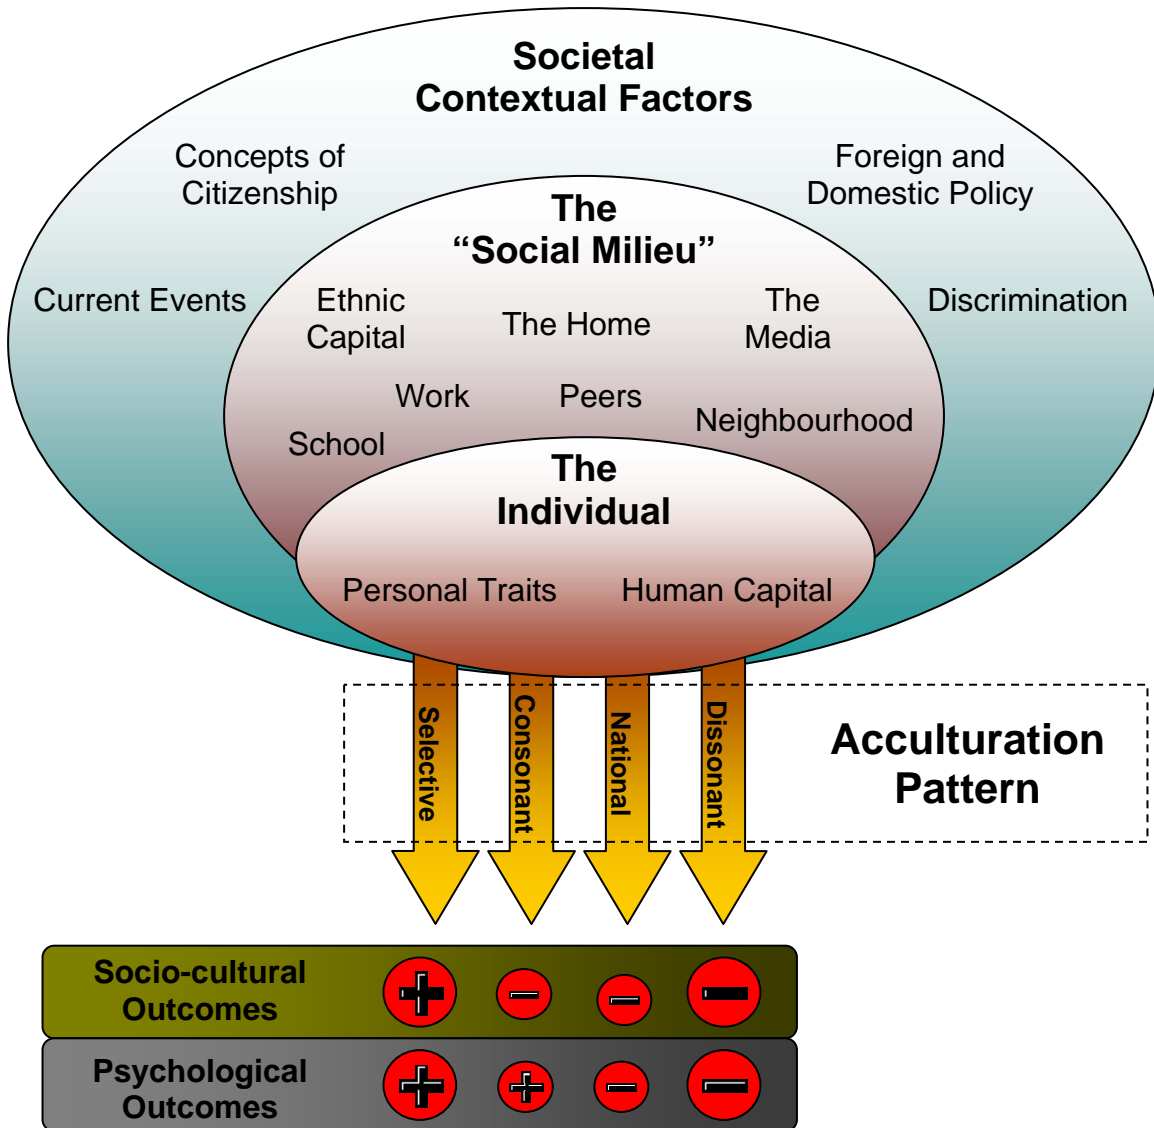 Societal
Contextual Factors
Concepts of
Citizenship
Foreign and
Domestic Policy
The
“Social Milieu”
Current Events
Ethnic
Capital
The Home
The
Media
Discrimination
Work
Peers
Neighbourhood
School
The
Individual
Personal Traits
Human Capital
Selective
Consonant
National
Dissonant
Acculturation
Pattern
Socio-cultural
Outcomes
+ – – –
Psychological
Outcomes
+ + – –